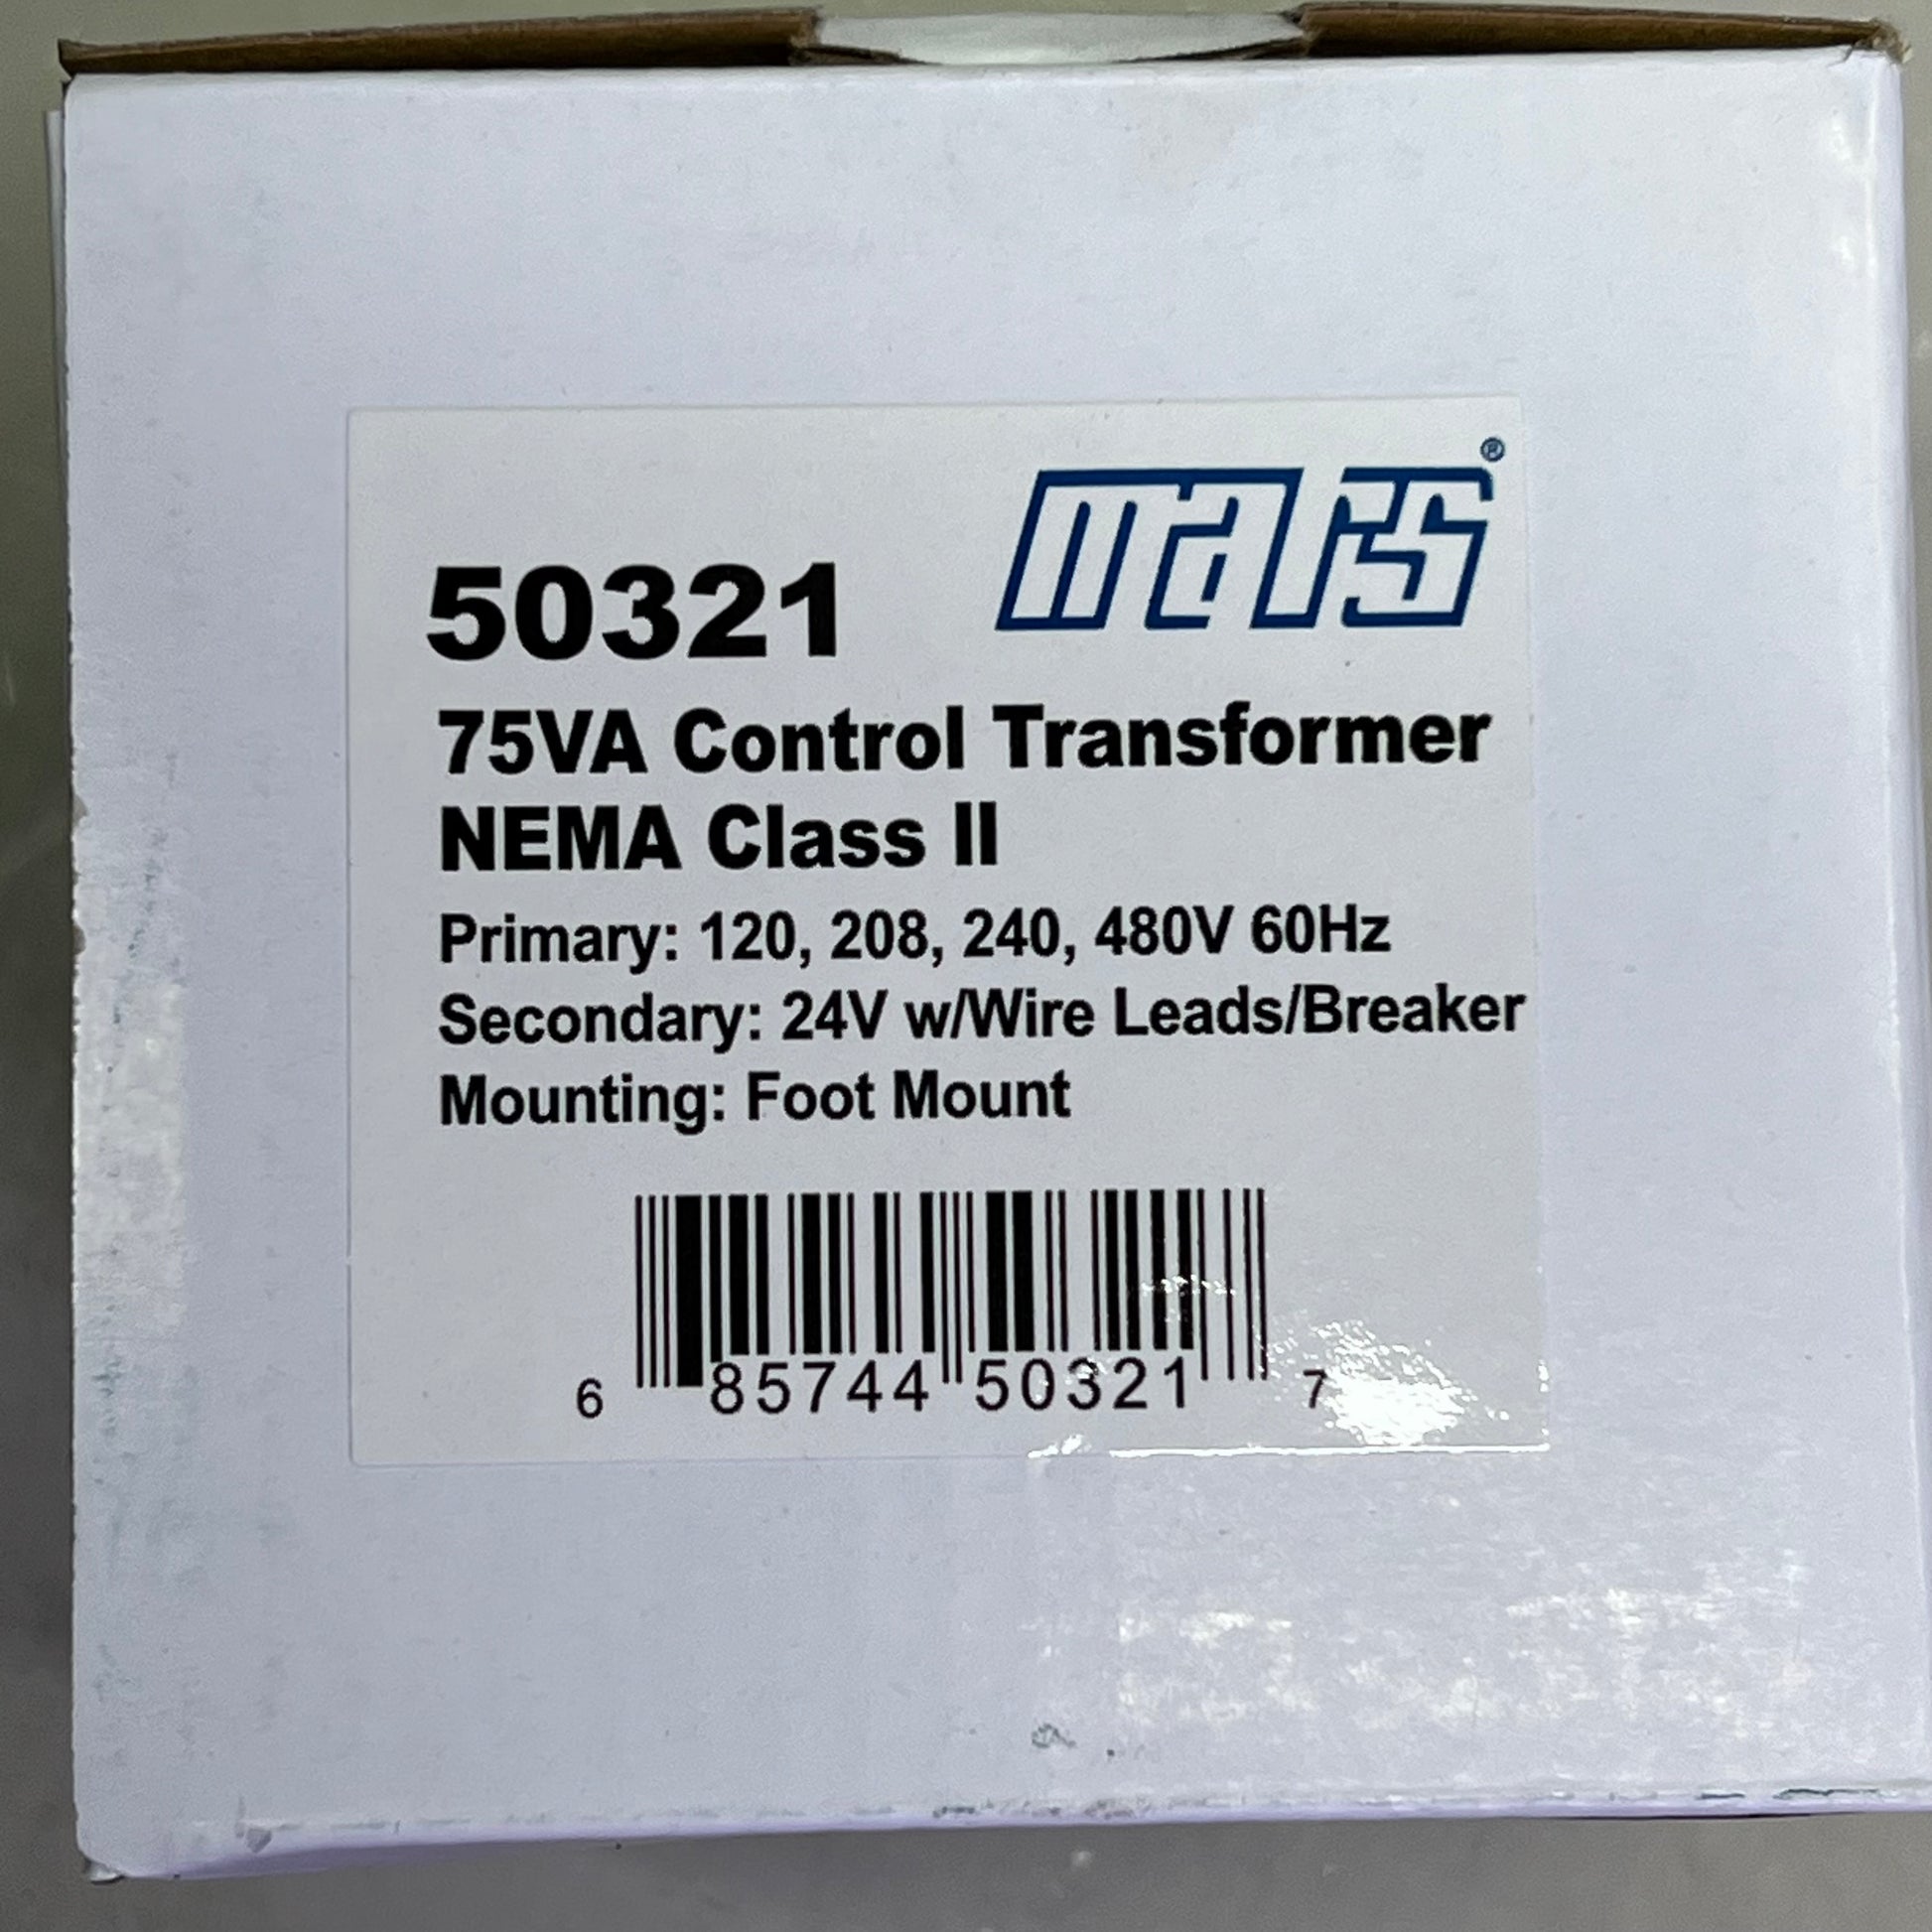 mars®
50321
75VA Control Transformer
NEMA Class II
Primary: 120, 208, 240, 480V 60Hz
Secondary: 24V w/Wire Leads/Breaker
Mounting: Foot Mount
6 85744 50321 7